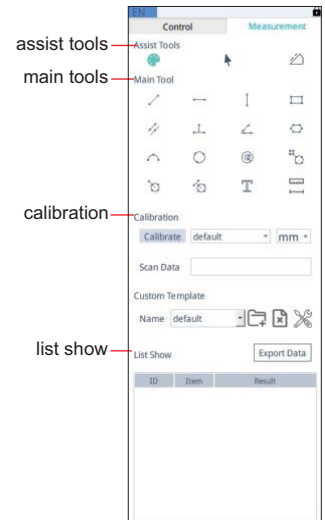 EN
Control Measurement
assist tools
Assist Tools
main tools
Main Tool
T
calibration
Calibration
Calibrate default mm
Scan Data
Custom Template
Name default
list show
List Show Export Data
ID Item Result